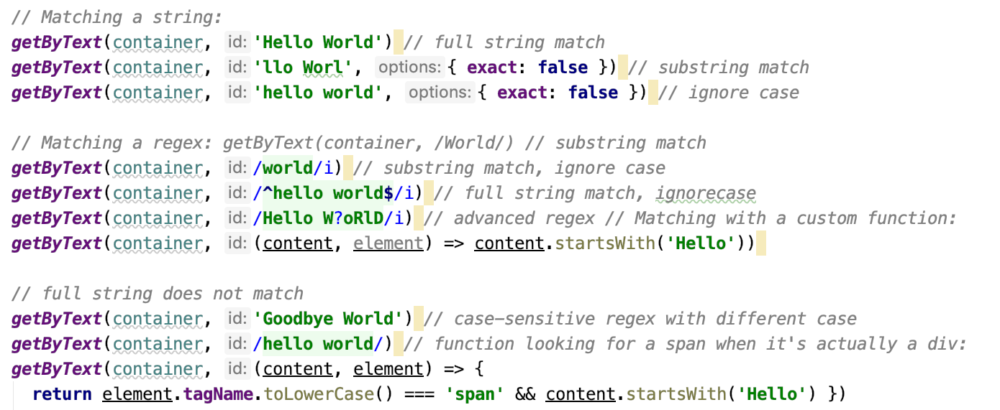 // Matching a string:
getByText(container, id: 'Hello World') // full string match
getByText(container, id: 'llo Worl', options: { exact: false }) // substring match
getByText(container, id: 'hello world', options: { exact: false }) // ignore case
// Matching a regex: getByText(container, /World/) // substring match
getByText(container, id: /world/i) // substring match, ignore case
getByText(container, id: /^hello world$/i) // full string match, ignorecase
getByText(container, id: /Hello W?oRlD/i) // advanced regex // Matching with a custom function:
getByText(container, id: (content, element) => content.startsWith('Hello'))
// full string does not match
getByText(container, id: 'Goodbye World') // case-sensitive regex with different case
getByText(container, id: /hello world/) // function looking for a span when it's actually a div:
getByText(container, id: (content, element) => {
return element.tagName.toLowerCase() === 'span' && content.startsWith('Hello') })